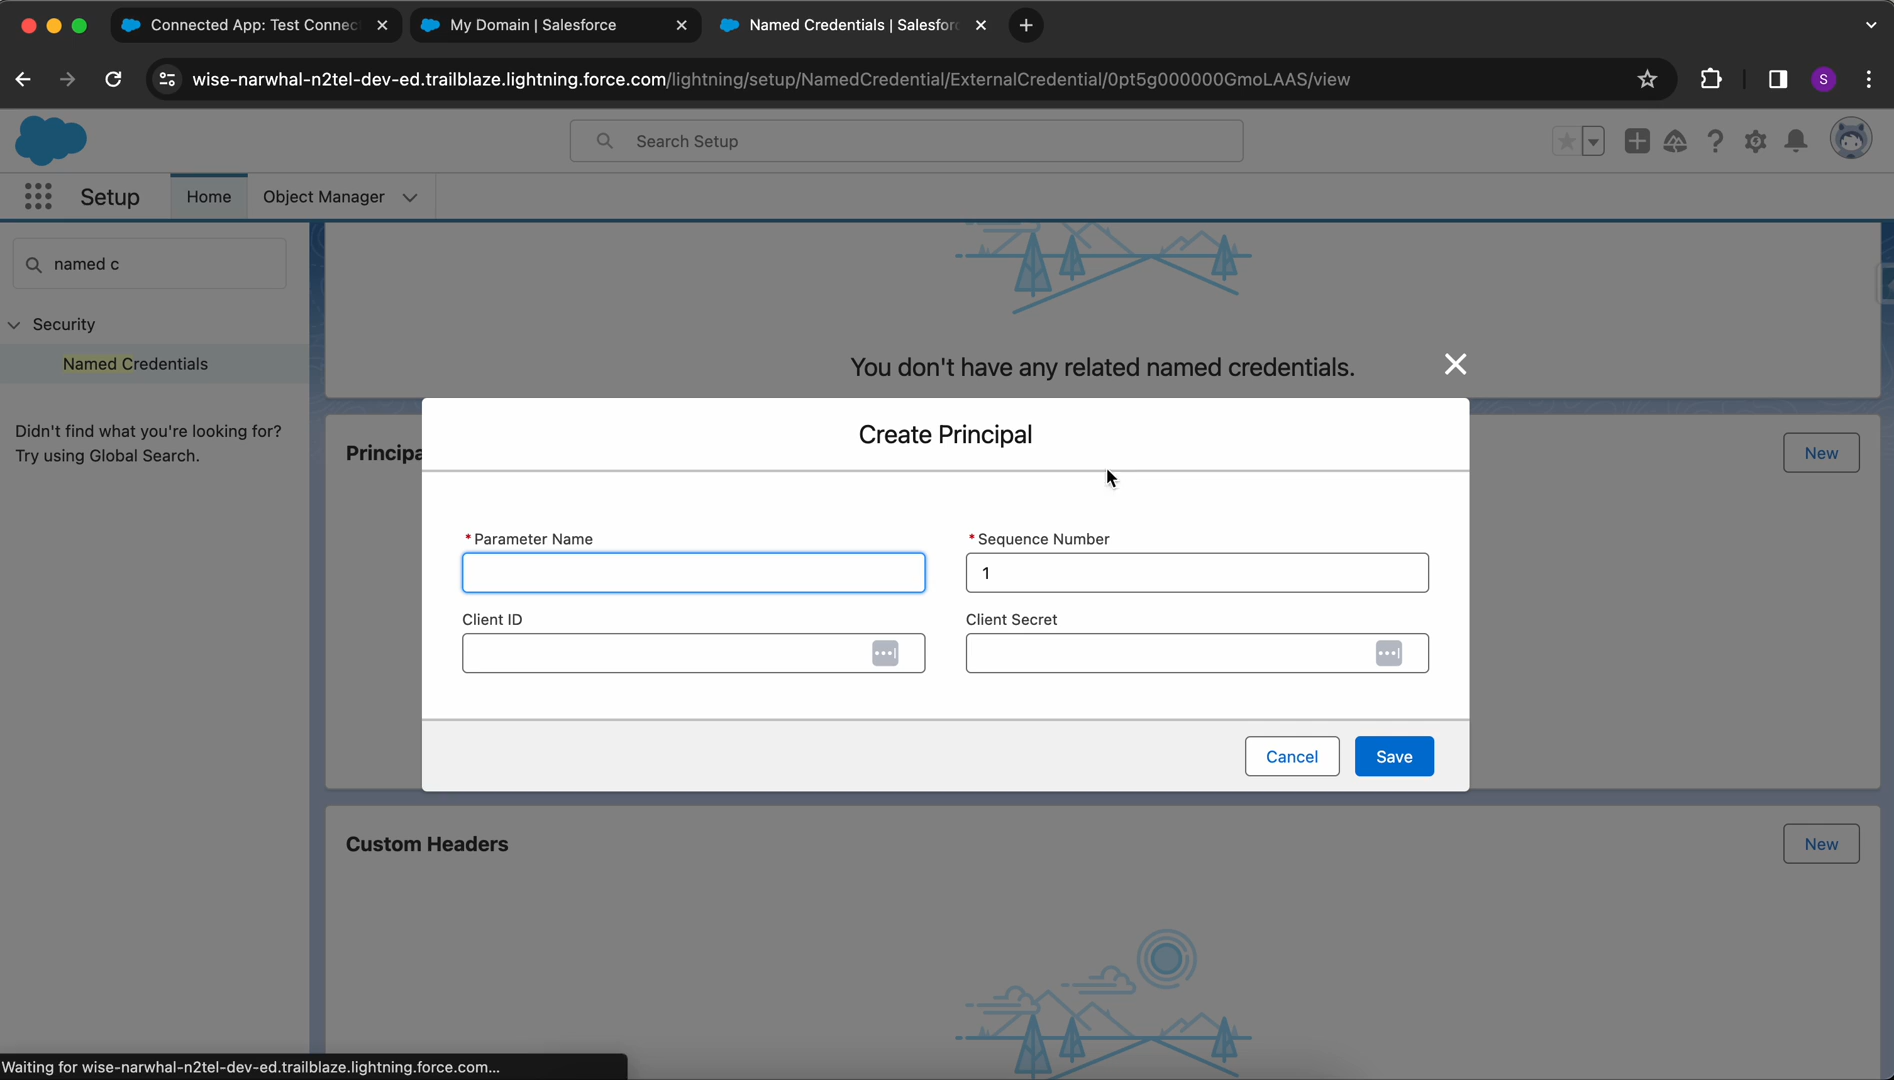 Connected App: Test Connec
My Domain | Salesforce
Named Credentials | Salesfor
wise-narwhal-n2tel-dev-ed.trailblaze.lightning.force.com/lightning/setup/NamedCredential/ExternalCredential/0pt5g000000GmoLAAS/view
S
Search Setup
Setup
Home
Object Manager
named c
Security
Named Credentials
Didn't find what you're looking for?
Try using Global Search.
You don't have any related named credentials.
Principa
New
Create Principal
* Parameter Name
* Sequence Number
1
Client ID
Client Secret
Cancel
Save
Custom Headers
New
Waiting for wise-narwhal-n2tel-dev-ed.trailblaze.lightning.force.com...